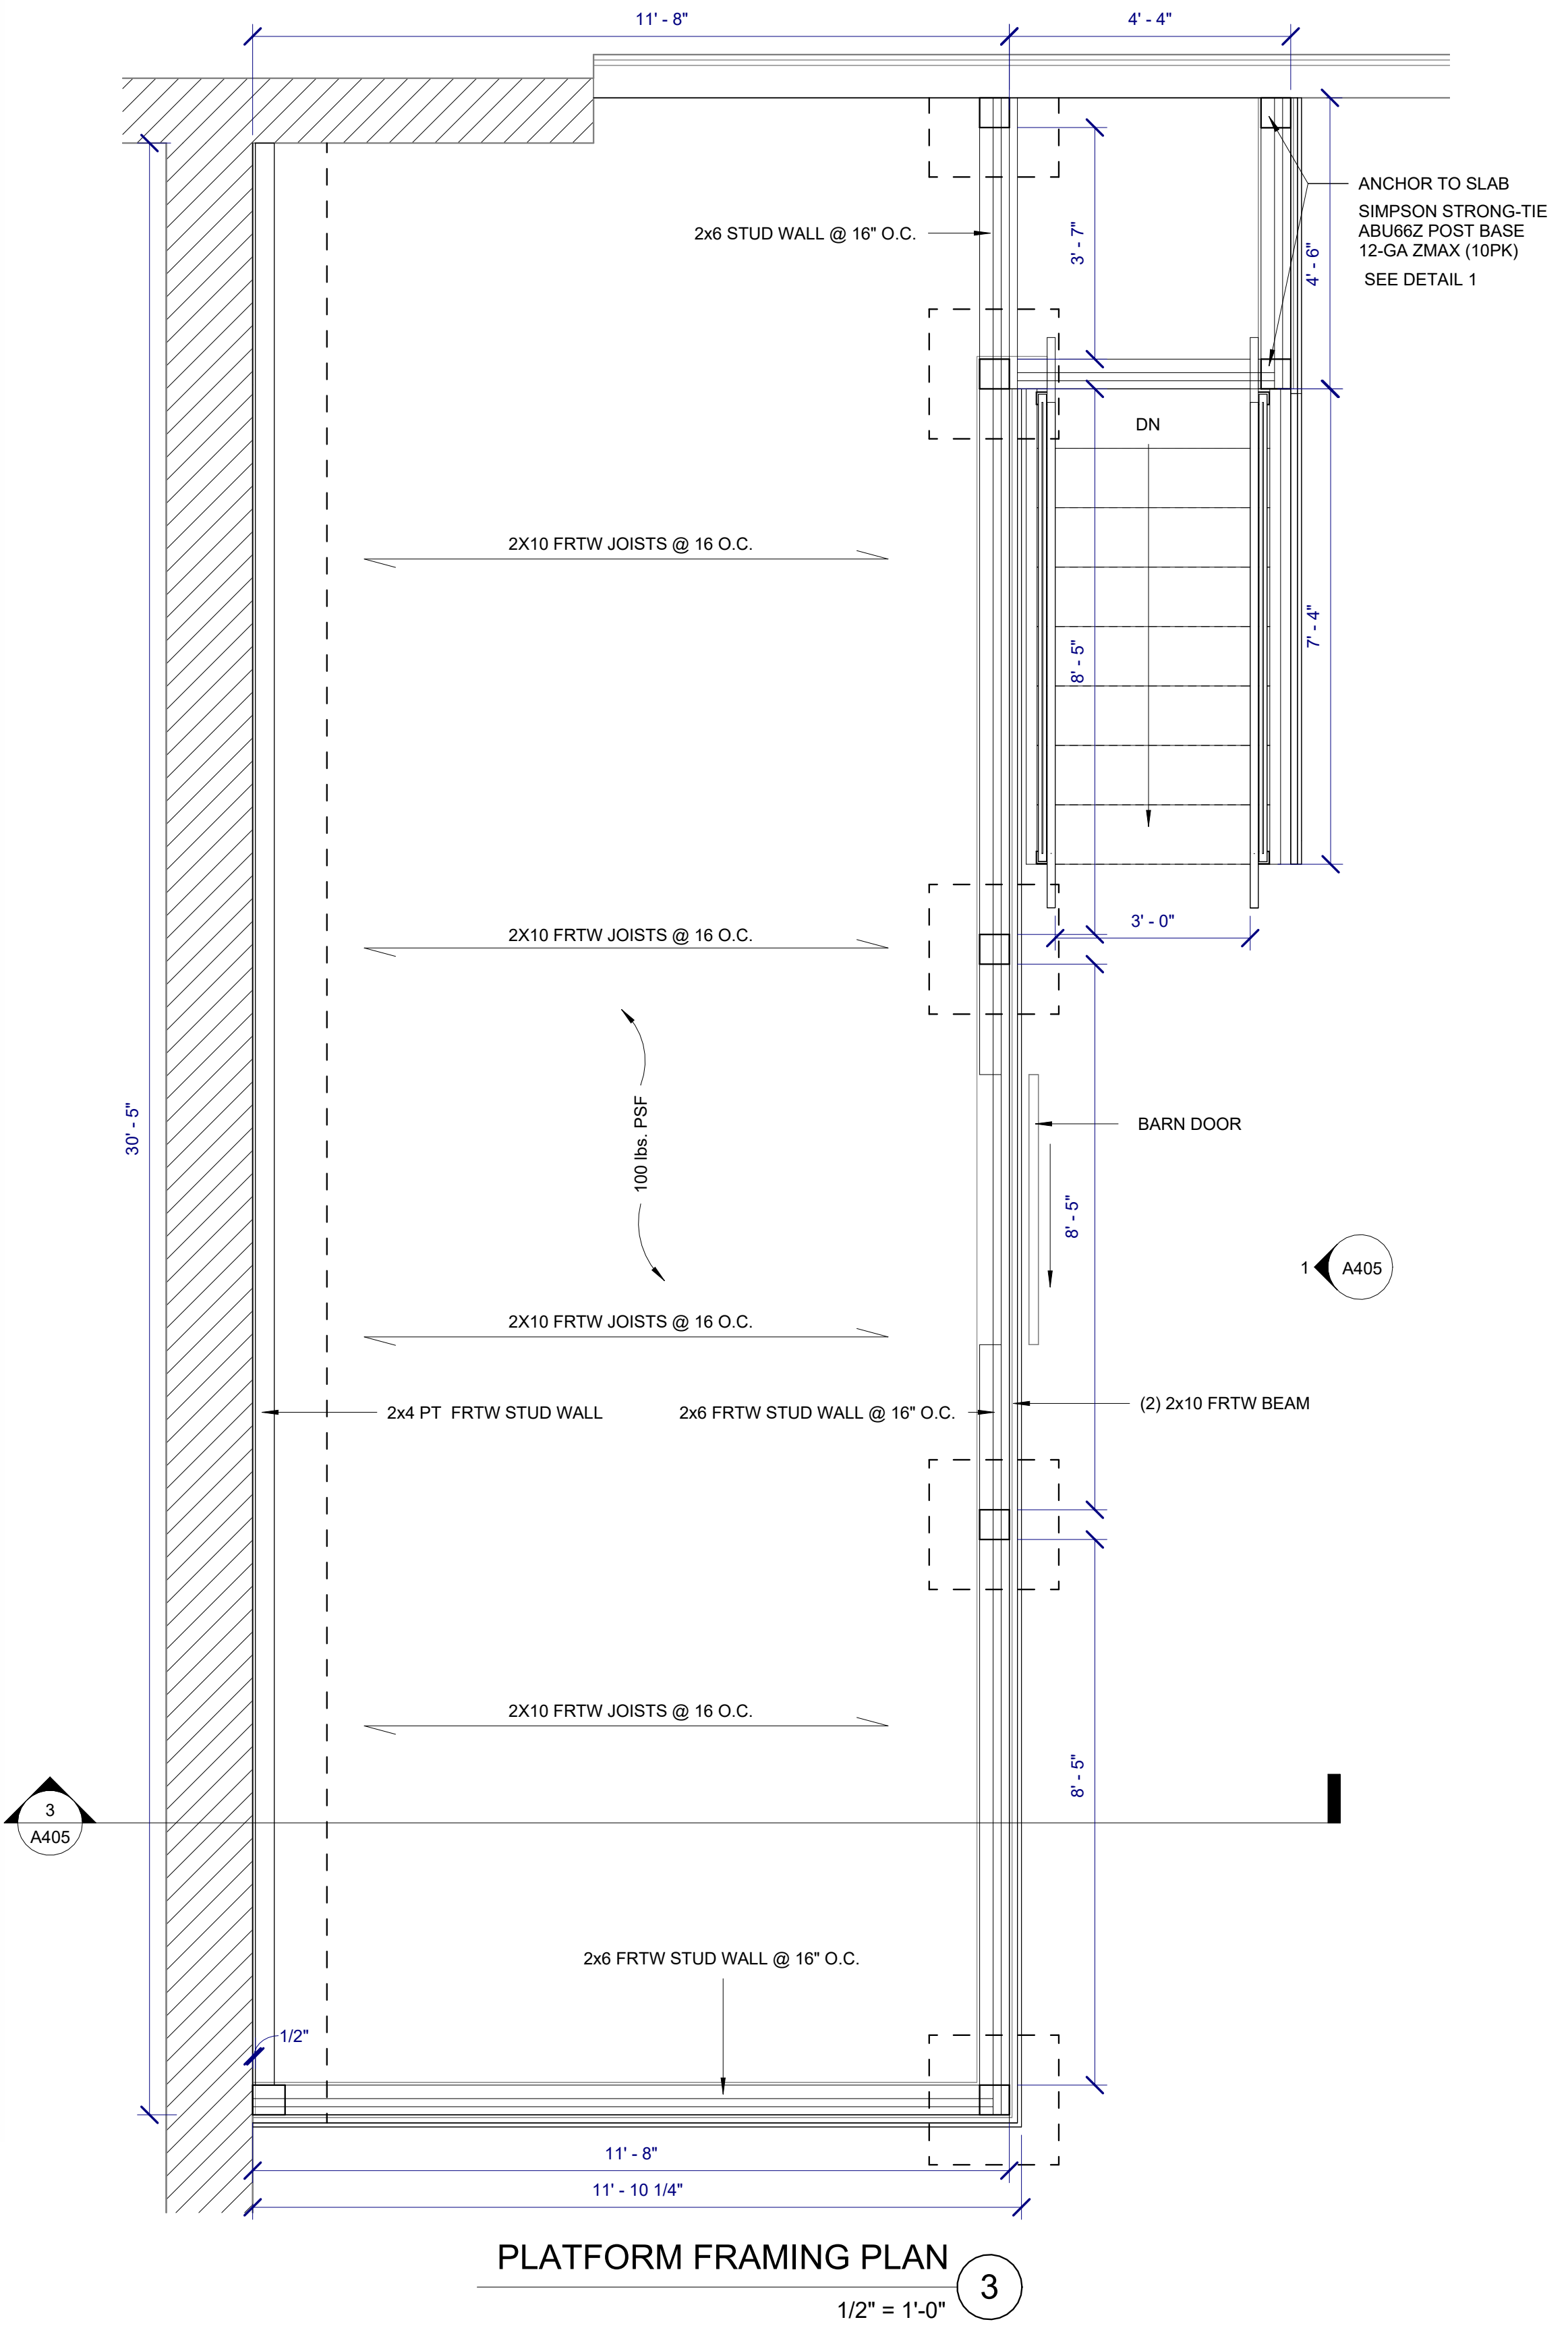 11' - 8"
4' - 4"
ANCHOR TO SLAB
SIMPSON STRONG-TIE
ABU66Z POST BASE
12-GA ZMAX (10PK)
SEE DETAIL 1
2x6 STUD WALL @ 16" O.C.
3' - 7"
4' - 6"
DN
2X10 FRTW JOISTS @ 16 O.C.
8' - 5"
7' - 4"
3' - 0"
2X10 FRTW JOISTS @ 16 O.C.
30' - 5"
100 lbs. PSF
BARN DOOR
8' - 5"
1
A405
2X10 FRTW JOISTS @ 16 O.C.
2x4 PT  FRTW STUD WALL
2x6 FRTW STUD WALL @ 16" O.C.
(2) 2x10 FRTW BEAM
2X10 FRTW JOISTS @ 16 O.C.
8' - 5"
3
A405
2x6 FRTW STUD WALL @ 16" O.C.
1/2"
11' - 8"
11' - 10 1/4"
PLATFORM FRAMING PLAN
3
1/2" = 1'-0"